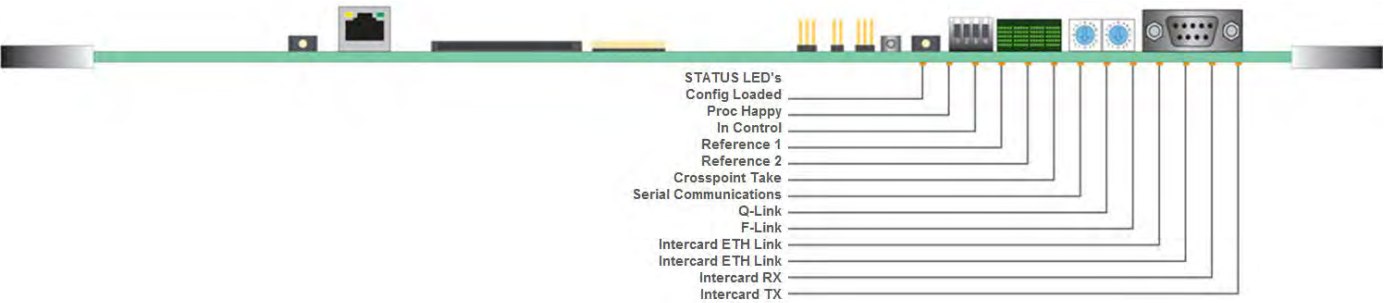 STATUS LED's
Config Loaded
Proc Happy
In Control
Reference 1
Reference 2
Crosspoint Take
Serial Communications
Q-Link
F-Link
Intercard ETH Link
Intercard ETH Link
Intercard RX
Intercard TX